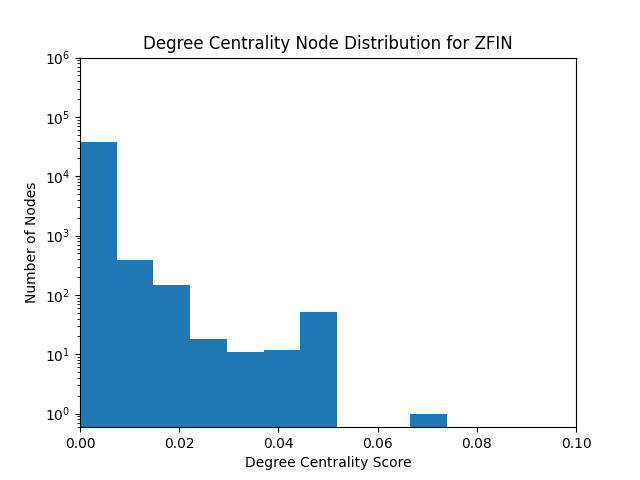 Degree Centrality Node Distribution for ZFIN
10⁶
10⁵
10⁴
10³
10²
10¹
10⁰
Number of Nodes
0.00 0.02 0.04 0.06 0.08 0.10
Degree Centrality Score